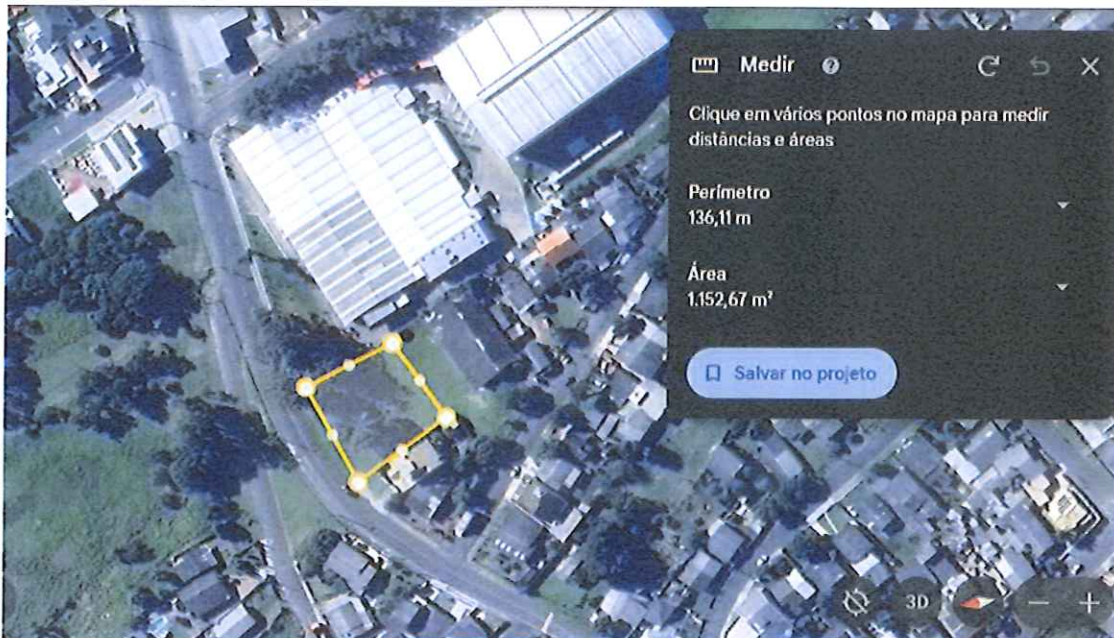 Medir
Clique em vários pontos no mapa para medir
distâncias e áreas
Perímetro
136,11 m
Área
1.152,67 m²
Salvar no projeto
3D